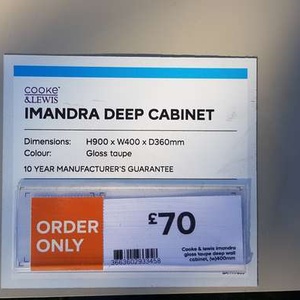 COOKE
&LEWIS
IMANDRA DEEP CABINET
Dimensions: H900 x W400 x D360mm
Colour: Gloss taupe
10 YEAR MANUFACTURER'S GUARANTEE
ORDER
ONLY
£70
3663602933458
Cooke & lewis imandra
gloss taupe deep wall
cabinet, (w)400mm